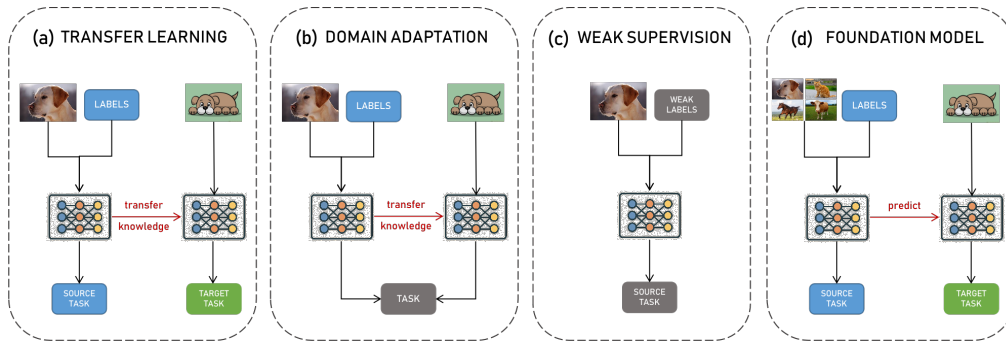 (a) TRANSFER LEARNING
LABELS
transfer
knowledge
SOURCE
TASK
TARGET
TASK
(b) DOMAIN ADAPTATION
LABELS
transfer
knowledge
TASK
(c) WEAK SUPERVISION
WEAK
LABELS
SOURCE
TASK
(d) FOUNDATION MODEL
LABELS
predict
SOURCE
TASK
TARGET
TASK